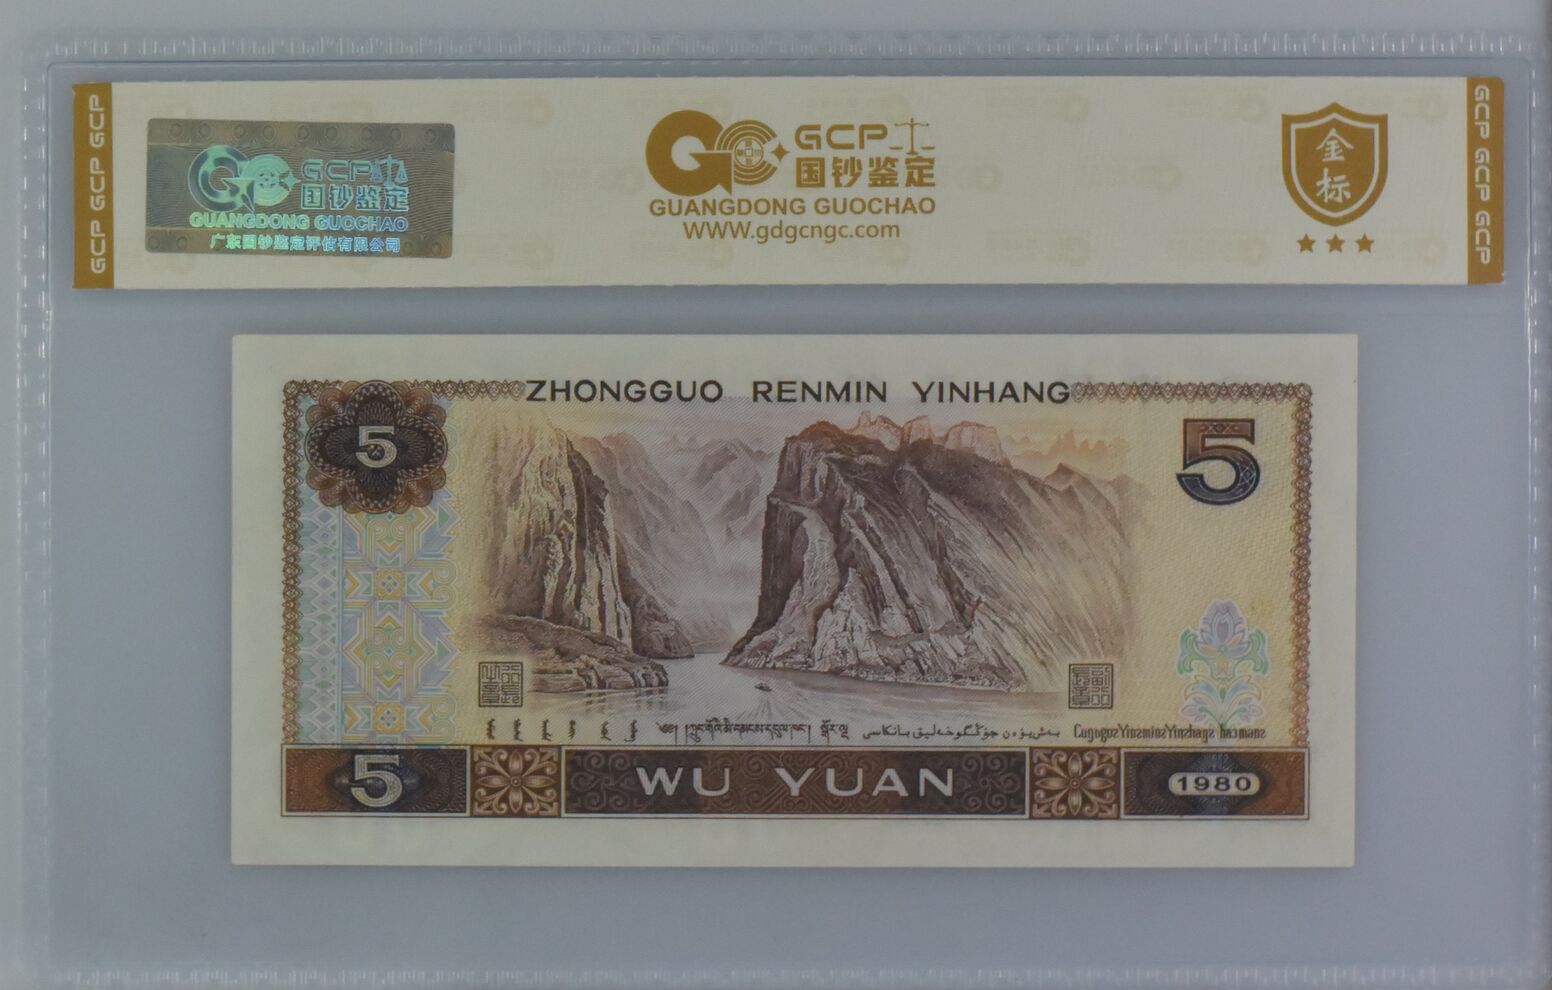 GCP GCP GCP
GCP
国钞鉴定
GUANGDONG GUOCHAO
广东国钞鉴定评估有限公司
GCP
国钞鉴定
GUANGDONG GUOCHAO
WWW.gdgcngc.com
金标
GCP GCP GCP
ZHONGGUO RENMIN YINHANG
5
5
5
WU YUAN
1980